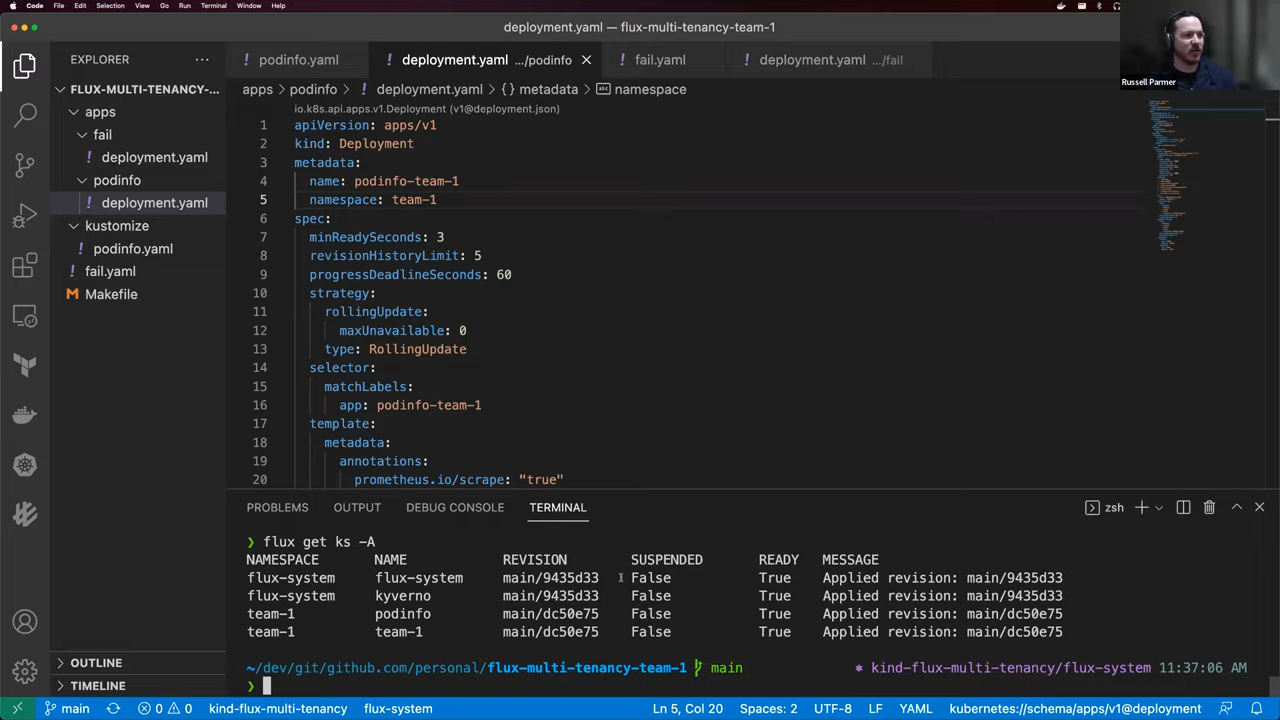 Code File Edit Selection View Go Run Terminal Window Help
deployment.yaml — flux-multi-tenancy-team-1
Russell Parmer
EXPLORER
podinfo.yaml
deployment.yaml .../podinfo
fail.yaml
deployment.yaml .../fail
FLUX-MULTI-TENANCY-...
apps
fail
deployment.yaml
podinfo
deployment.yaml
kustomize
podinfo.yaml
fail.yaml
Makefile
OUTLINE
TIMELINE
apps > podinfo > deployment.yaml > {} metadata > namespace
io.k8s.api.apps.v1.Deployment (v1@deployment.json)
1 apiVersion: apps/v1
2 kind: Deployment
3 metadata:
4 name: podinfo-team-1
5 namespace: team-1
6 spec:
7 minReadySeconds: 3
8 revisionHistoryLimit: 5
9 progressDeadlineSeconds: 60
10 strategy:
11 rollingUpdate:
12 maxUnavailable: 0
13 type: RollingUpdate
14 selector:
15 matchLabels:
16 app: podinfo-team-1
17 template:
18 metadata:
19 annotations:
20 prometheus.io/scrape: "true"
PROBLEMS OUTPUT DEBUG CONSOLE TERMINAL
zsh
❯ flux get ks -A
NAMESPACE NAME REVISION SUSPENDED READY MESSAGE
flux-system flux-system main/9435d33 False True Applied revision: main/9435d33
flux-system kyverno main/9435d33 False True Applied revision: main/9435d33
team-1 podinfo main/dc50e75 False True Applied revision: main/dc50e75
team-1 team-1 main/dc50e75 False True Applied revision: main/dc50e75
~/dev/git/github.com/personal/flux-multi-tenancy-team-1 main
kind-flux-multi-tenancy/flux-system 11:37:06 AM
❯
main 0 0 kind-flux-multi-tenancy flux-system Ln 5, Col 20 Spaces: 2 UTF-8 LF YAML kubernetes://schema/apps/v1@deployment